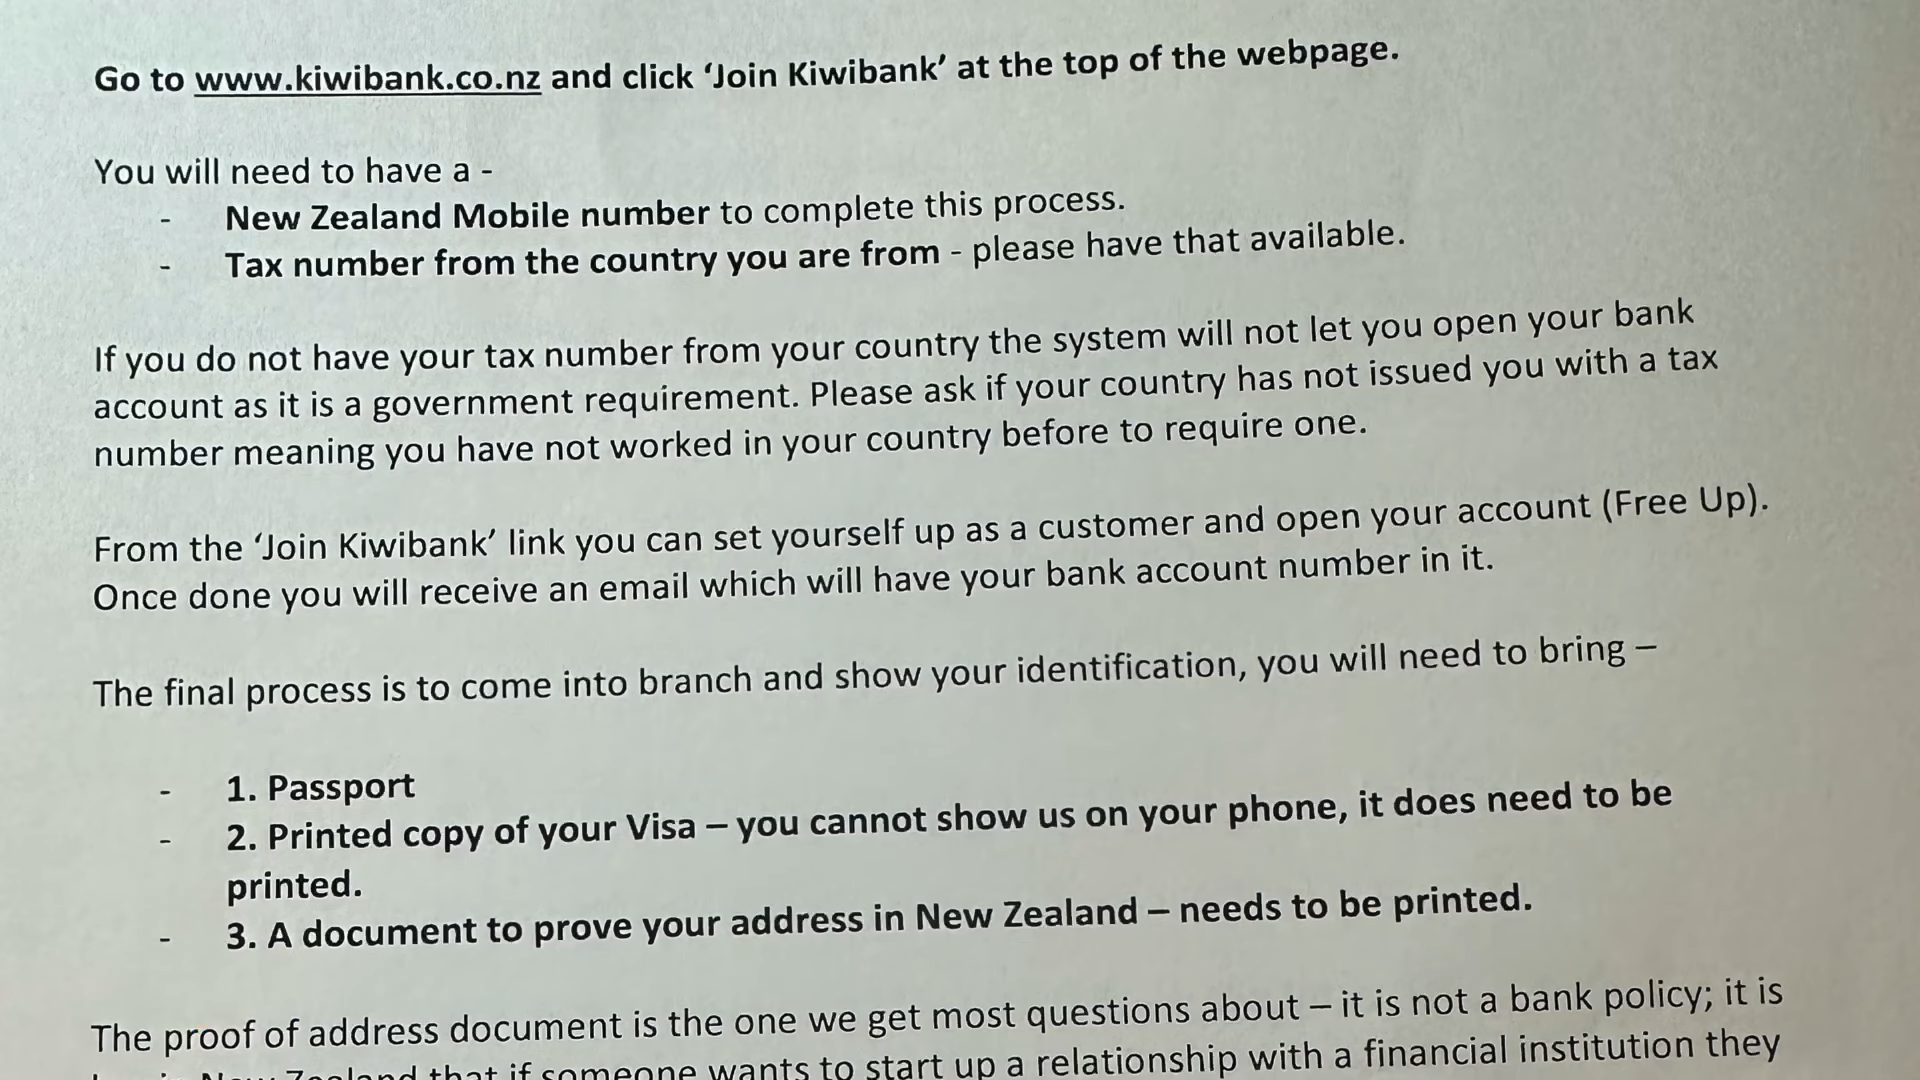 Go to www.kiwibank.co.nz and click ‘Join Kiwibank’ at the top of the webpage.
You will need to have a -
- New Zealand Mobile number to complete this process.
- Tax number from the country you are from - please have that available.
If you do not have your tax number from your country the system will not let you open your bank
account as it is a government requirement. Please ask if your country has not issued you with a tax
number meaning you have not worked in your country before to require one.
From the ‘Join Kiwibank’ link you can set yourself up as a customer and open your account (Free Up).
Once done you will receive an email which will have your bank account number in it.
The final process is to come into branch and show your identification, you will need to bring –
- 1. Passport
- 2. Printed copy of your Visa – you cannot show us on your phone, it does need to be
printed.
- 3. A document to prove your address in New Zealand – needs to be printed.
The proof of address document is the one we get most questions about – it is not a bank policy; it is
in New Zealand that if someone wants to start up a relationship with a financial institution they